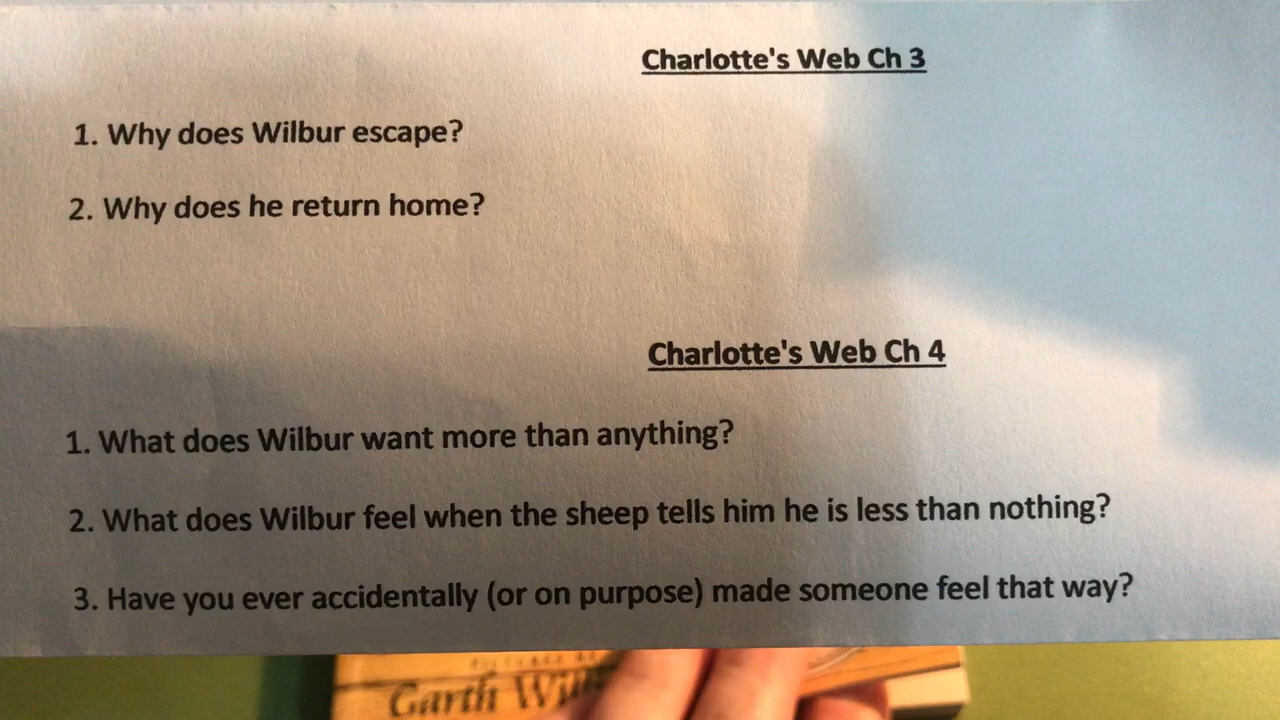 Charlotte's Web Ch 3
1. Why does Wilbur escape?
2. Why does he return home?
Charlotte's Web Ch 4
1. What does Wilbur want more than anything?
2. What does Wilbur feel when the sheep tells him he is less than nothing?
3. Have you ever accidentally (or on purpose) made someone feel that way?
Garth